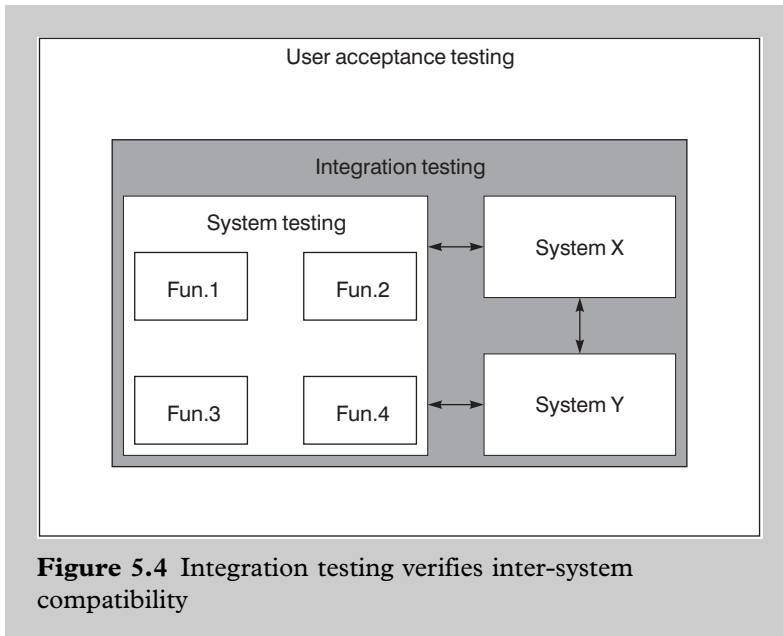 User acceptance testing
Integration testing
System testing
System X
Fun.1
Fun.2
Fun.3
Fun.4
System Y
Figure 5.4 Integration testing verifies inter-system
compatibility